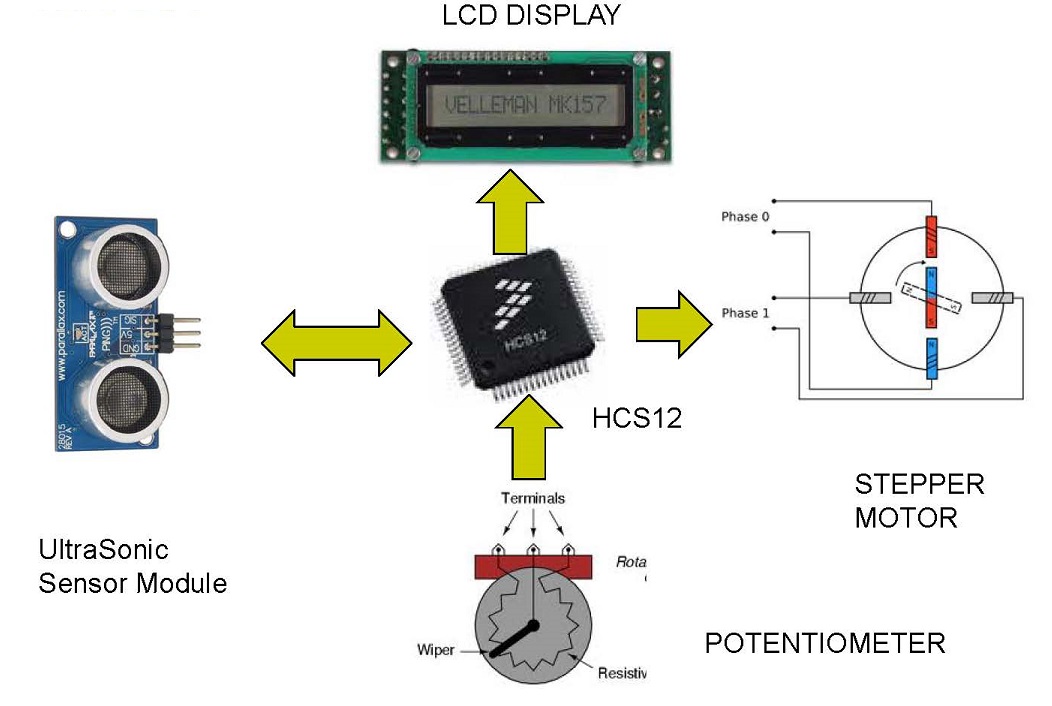 LCD DISPLAY
VELLEMAN MK157
Phase 0
S
N
N
S
S
N
Phase 1
www.parallax.com
PARALLAX
PING)))
SIG
5V
GND
28015
REV A
HCS12
HCS12
STEPPER
MOTOR
Terminals
UltraSonic
Sensor Module
Rota
Wiper
Resistiv
POTENTIOMETER